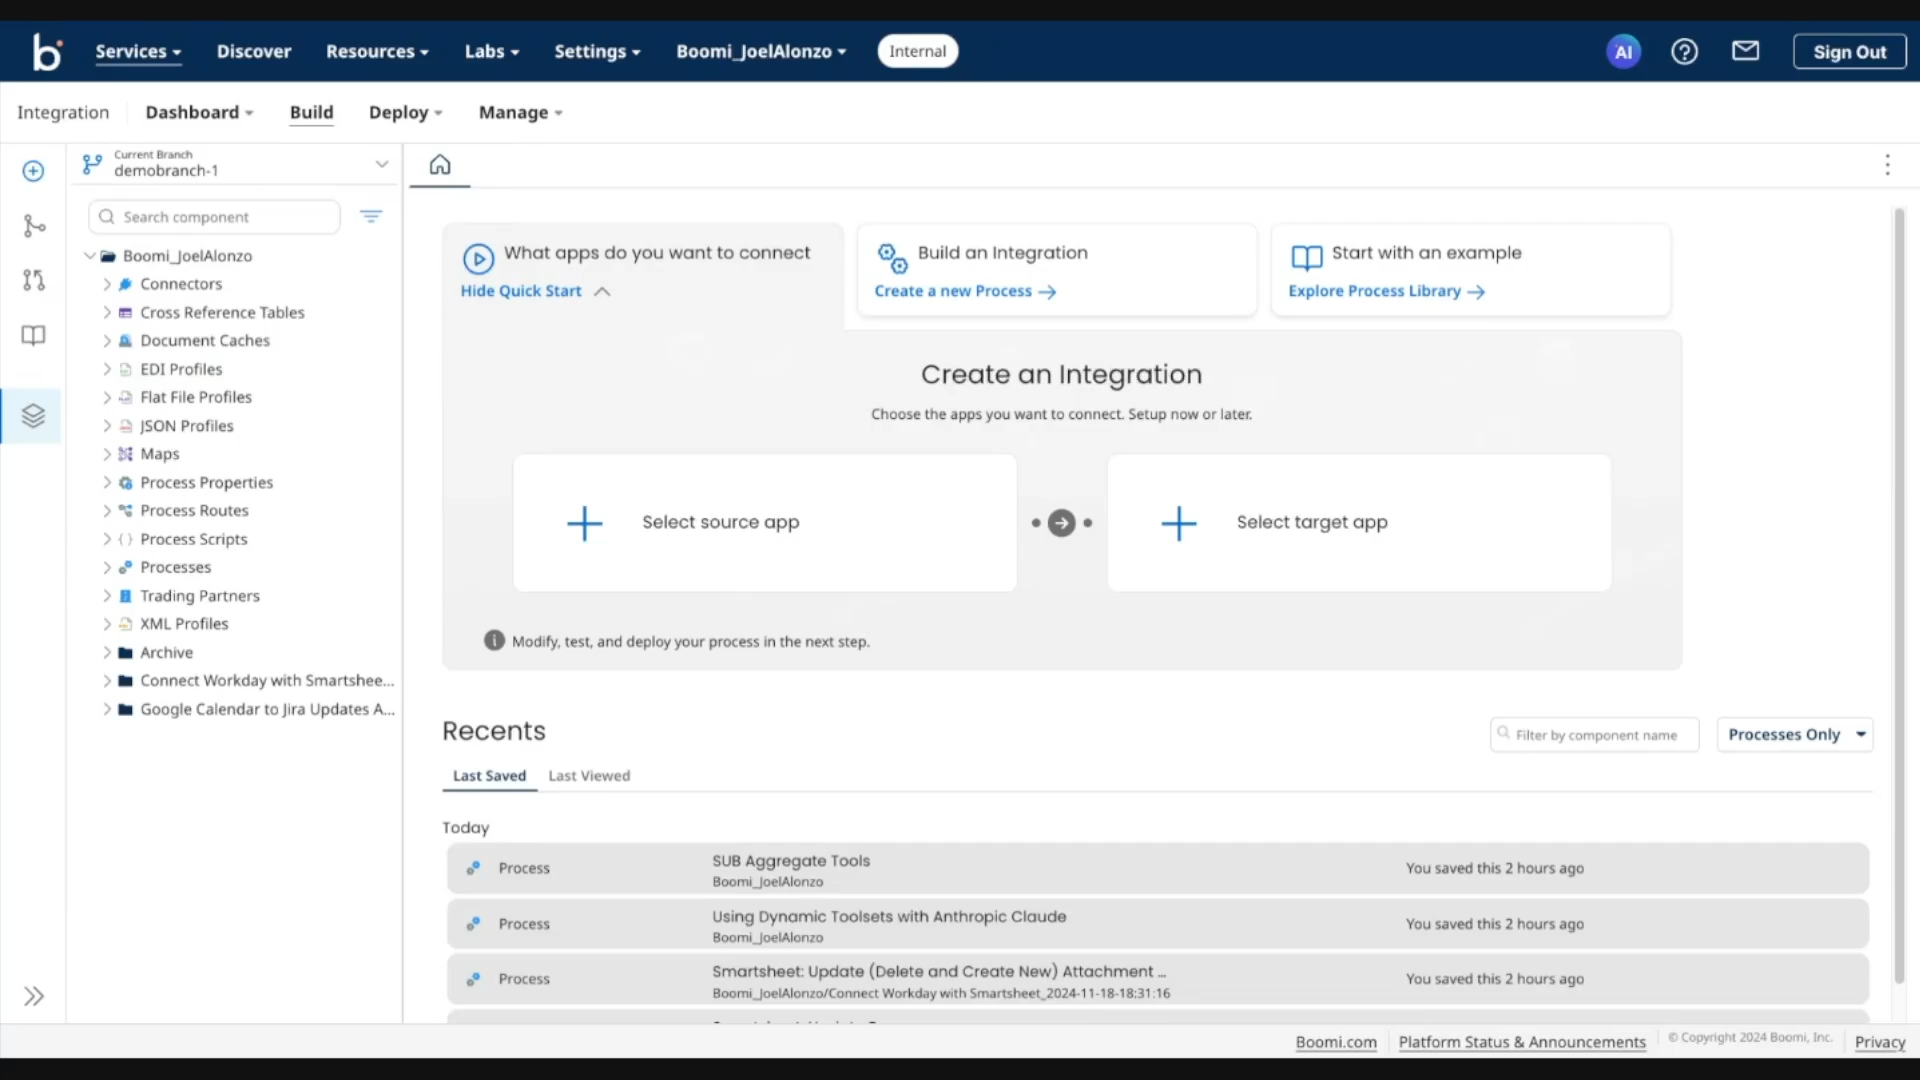 b Services Discover Resources Labs Settings Boomi_JoelAlonzo Internal AI Sign Out
Integration Dashboard Build Deploy Manage
Current Branch
demobranch-1
Search component
Boomi_JoelAlonzo
Connectors
Cross Reference Tables
Document Caches
EDI Profiles
Flat File Profiles
JSON Profiles
Maps
Process Properties
Process Routes
Process Scripts
Processes
Trading Partners
XML Profiles
Archive
Connect Workday with Smartshee...
Google Calendar to Jira Updates A...
What apps do you want to connect
Hide Quick Start
Build an Integration
Create a new Process
Start with an example
Explore Process Library
Create an Integration
Choose the apps you want to connect. Setup now or later.
Select source app
Select target app
Modify, test, and deploy your process in the next step.
Recents
Filter by component name
Processes Only
Last Saved Last Viewed
Today
Process
SUB Aggregate Tools
Boomi_JoelAlonzo
You saved this 2 hours ago
Process
Using Dynamic Toolsets with Anthropic Claude
Boomi_JoelAlonzo
You saved this 2 hours ago
Process
Smartsheet: Update (Delete and Create New) Attachment ...
Boomi_JoelAlonzo/Connect Workday with Smartsheet_2024-11-18-18:31:16
You saved this 2 hours ago
Boomi.com Platform Status & Announcements © Copyright 2024 Boomi, Inc. Privacy